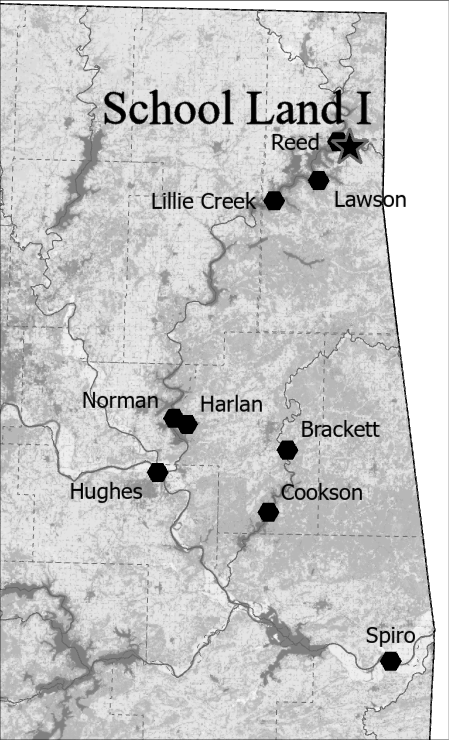 School Land I
Reed
Lawson
Lillie Creek
Norman
Harlan
Brackett
Hughes
Cookson
Spiro